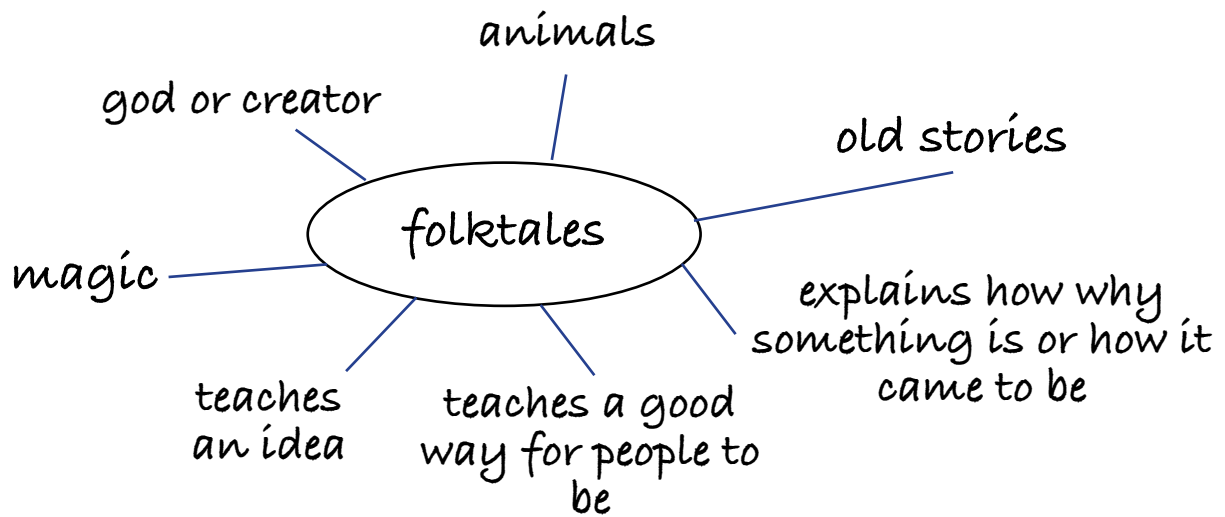 animals
god or creator
old stories
folktales
magic
explains how why
something is or how it
came to be
teaches
an idea
teaches a good
way for people to
be